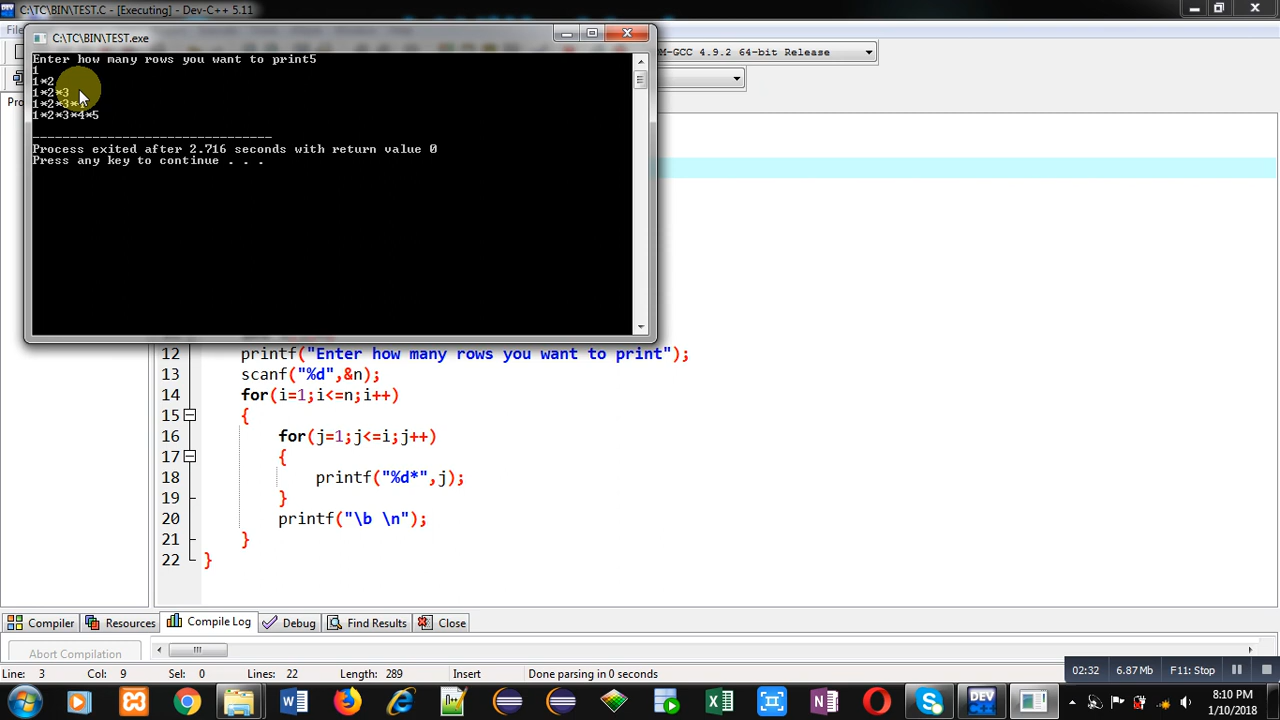 C:\TC\BIN\TEST.C - [Executing] - Dev-C++ 5.11
C:\TC\BIN\TEST.exe
M-GCC 4.9.2 64-bit Release
Enter how many rows you want to print5
1
1*2
1*2*3
1*2*3*4
1*2*3*4*5
--------------------------------
Process exited after 2.716 seconds with return value 0
Press any key to continue . . .
12 printf("Enter how many rows you want to print");
13 scanf("%d",&n);
14 for(i=1;i<=n;i++)
15 {
16 for(j=1;j<=i;j++)
17 {
18 printf("%d*",j);
19 }
20 printf("\b \n");
21 }
22 }
Compiler Resources Compile Log Debug Find Results Close
Abort Compilation
Line: 3 Col: 9 Sel: 0 Lines: 22 Length: 289 Insert Done parsing in 0 seconds
02:32 6.87 Mb F11: Stop
8:10 PM
1/10/2018